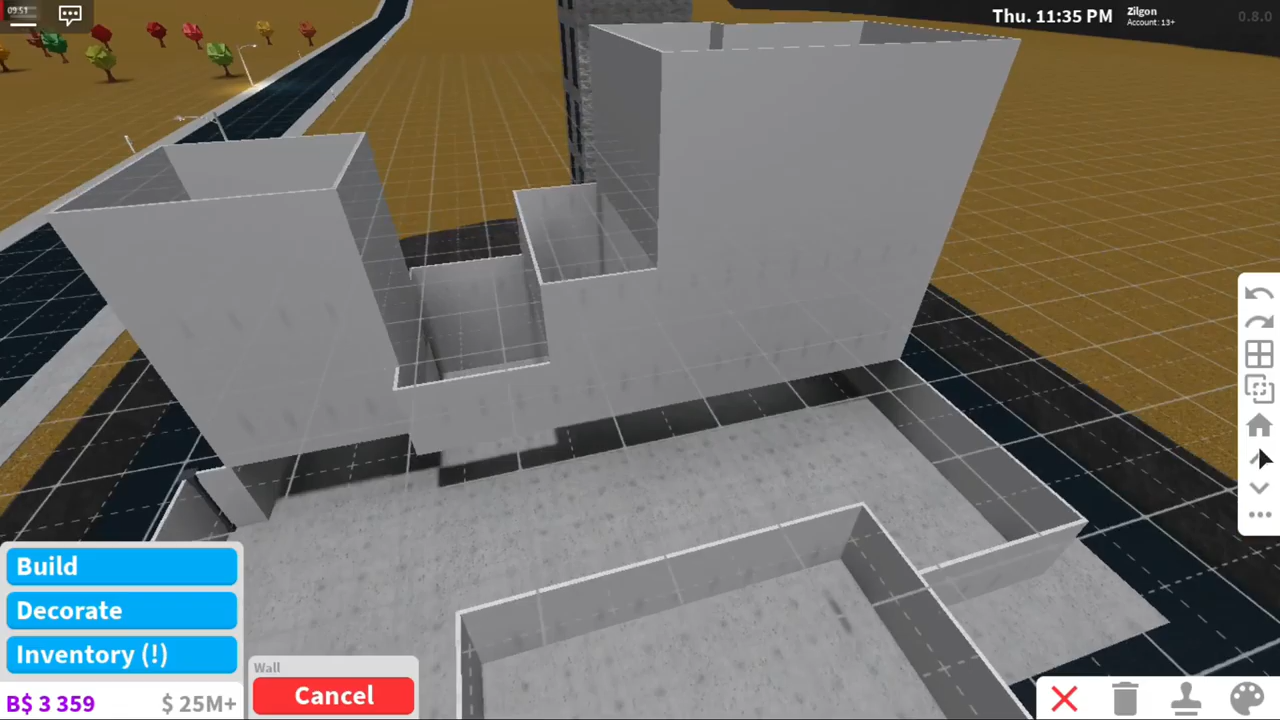 09:51
Thu. 11:35 PM
Zilgon
Account: 13+
0.8.0
Build
Decorate
Inventory (!)
Wall
Cancel
B$ 3 359
$ 25M+